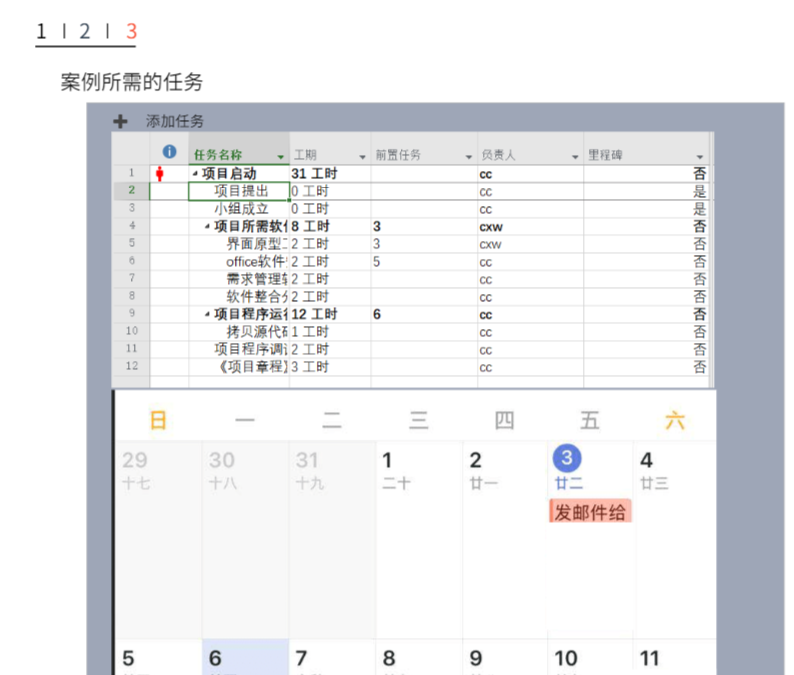 1 | 2 | 3
案例所需的任务
添加任务
任务名称 工期 前置任务 负责人 里程碑
1 项目启动 31 工时 cc 否
2 项目提出 0 工时 cc 是
3 小组成立 0 工时 cc 是
4 项目所需软 8 工时 3 cxw 否
5 界面原型 2 工时 3 cxw 否
6 office软件 2 工时 5 cc 否
7 需求管理 2 工时 cc 否
8 软件整合 2 工时 cc 否
9 项目程序运 12 工时 6 cc 否
10 拷贝源代 1 工时 cc 否
11 项目程序调 2 工时 cc 否
12 《项目章程》 3 工时 cc 否
日 一 二 三 四 五 六
29 30 31 1 2 3 4
十七 十八 十九 二十 廿一 廿二 廿三
发邮件给
5 6 7 8 9 10 11